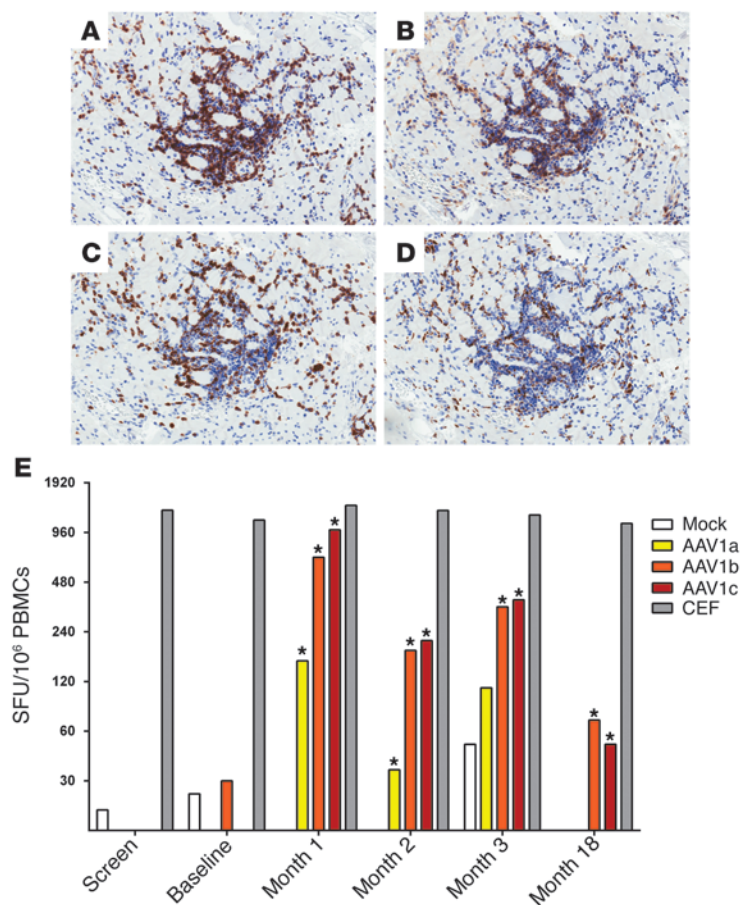 A
B
C
D
E
1920
960
480
240
120
60
30
SFU/10⁶ PBMCs
* * * * * * * * * *
Mock
AAV1a
AAV1b
AAV1c
CEF
Screen
Baseline
Month 1
Month 2
Month 3
Month 18